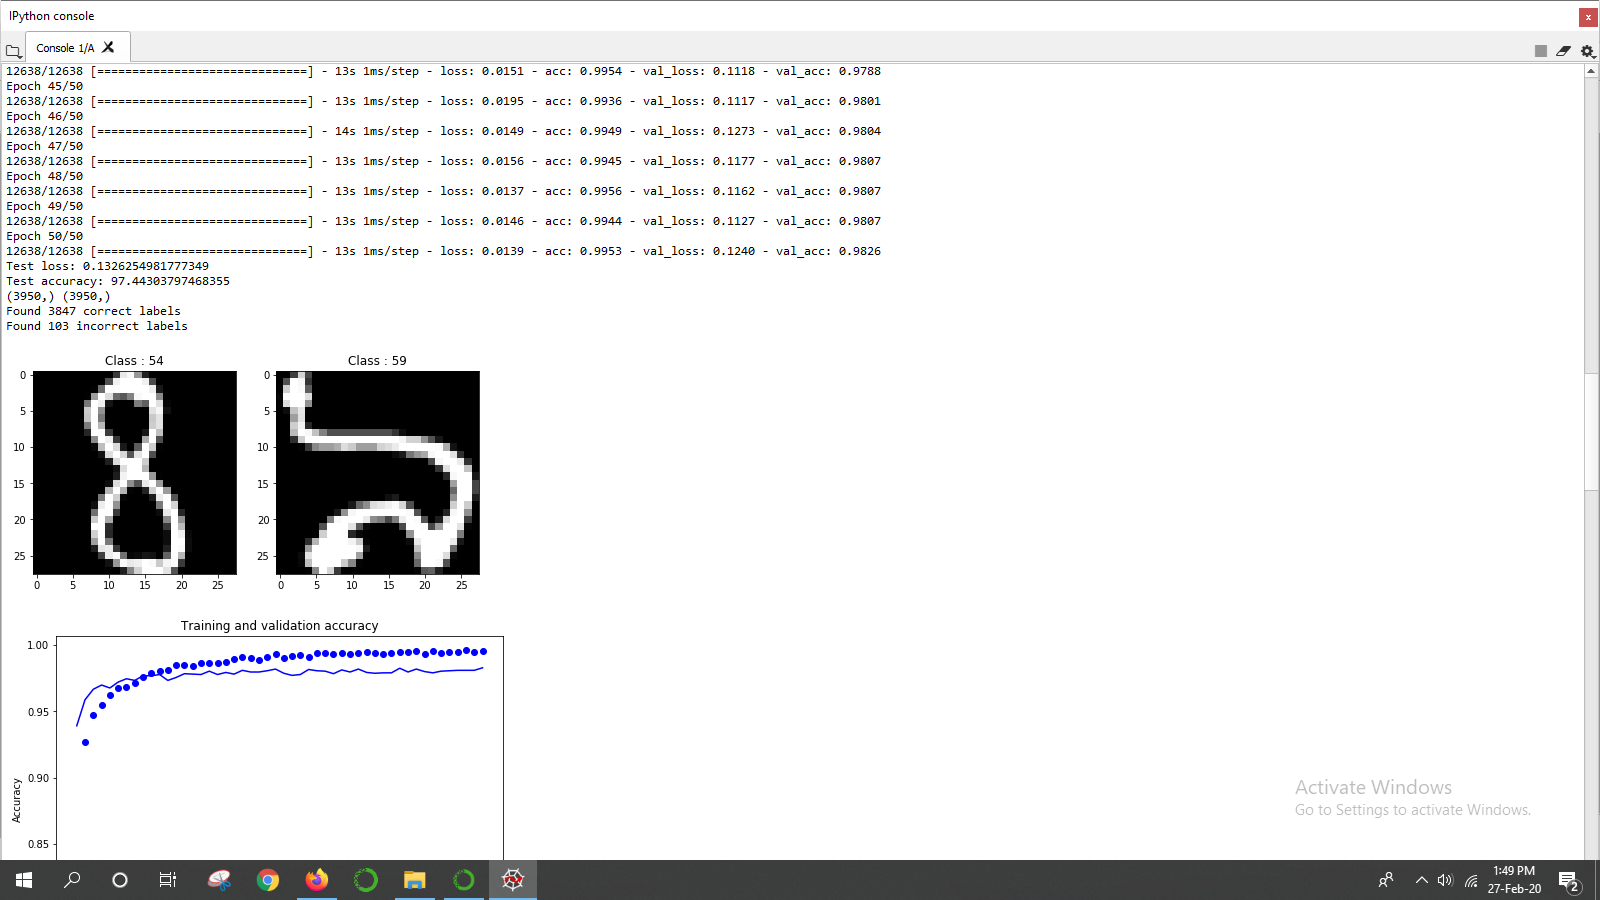 IPython console
Console 1/A
12638/12638 [==============================] - 13s 1ms/step - loss: 0.0151 - acc: 0.9954 - val_loss: 0.1118 - val_acc: 0.9788
Epoch 45/50
12638/12638 [==============================] - 13s 1ms/step - loss: 0.0195 - acc: 0.9936 - val_loss: 0.1117 - val_acc: 0.9801
Epoch 46/50
12638/12638 [==============================] - 14s 1ms/step - loss: 0.0149 - acc: 0.9949 - val_loss: 0.1273 - val_acc: 0.9804
Epoch 47/50
12638/12638 [==============================] - 13s 1ms/step - loss: 0.0156 - acc: 0.9945 - val_loss: 0.1177 - val_acc: 0.9807
Epoch 48/50
12638/12638 [==============================] - 13s 1ms/step - loss: 0.0137 - acc: 0.9956 - val_loss: 0.1162 - val_acc: 0.9807
Epoch 49/50
12638/12638 [==============================] - 13s 1ms/step - loss: 0.0146 - acc: 0.9944 - val_loss: 0.1127 - val_acc: 0.9807
Epoch 50/50
12638/12638 [==============================] - 13s 1ms/step - loss: 0.0139 - acc: 0.9953 - val_loss: 0.1240 - val_acc: 0.9826
Test loss: 0.1326254981777349
Test accuracy: 97.44303797468355
(3950,) (3950,)
Found 3847 correct labels
Found 103 incorrect labels
Class : 54
0
5
10
15
20
25
0 5 10 15 20 25
Class : 59
0
5
10
15
20
25
0 5 10 15 20 25
Training and validation accuracy
1.00
0.95
0.90
0.85
Accuracy
Activate Windows
Go to Settings to activate Windows.
1:49 PM
27-Feb-20
2